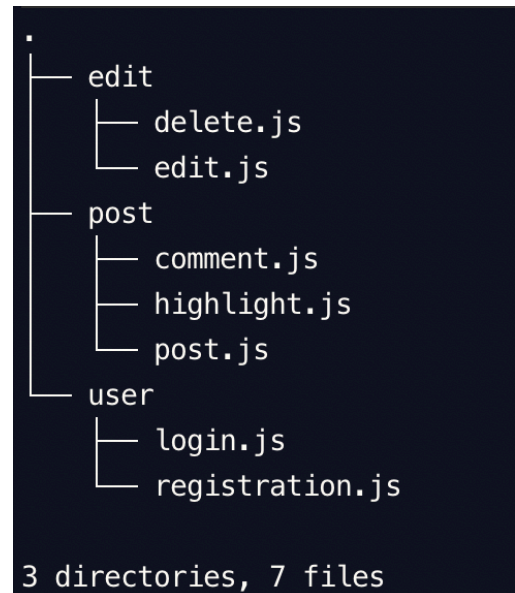 .
├── edit
│   ├── delete.js
│   └── edit.js
├── post
│   ├── comment.js
│   ├── highlight.js
│   └── post.js
└── user
    ├── login.js
    └── registration.js

3 directories, 7 files